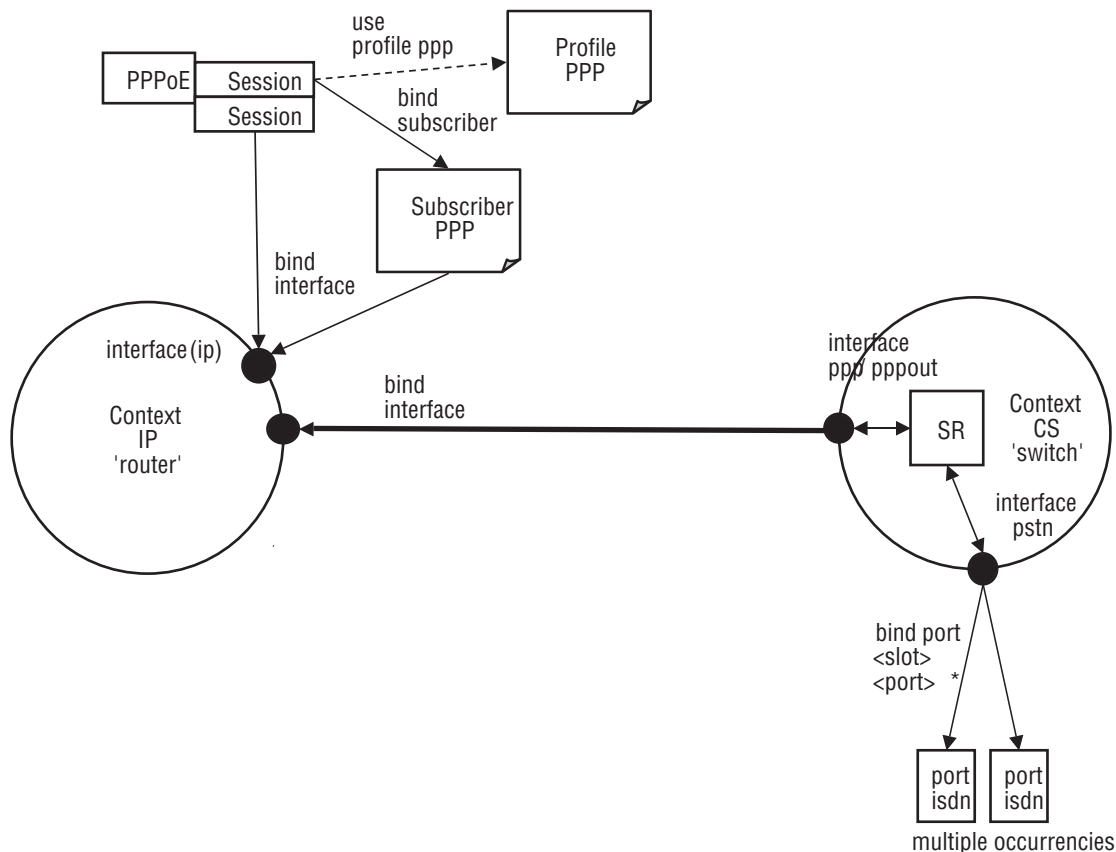 use
profile ppp
Profile
PPP
PPPoE
Session
Session
bind
subscriber
Subscriber
PPP
bind
interface
interface (ip)
Context
IP
'router'
bind
interface
interface
ppp/ pppout
SR
Context
CS
'switch'
interface
pstn
bind port
<slot>
<port> *
port
isdn
port
isdn
multiple occurrencies